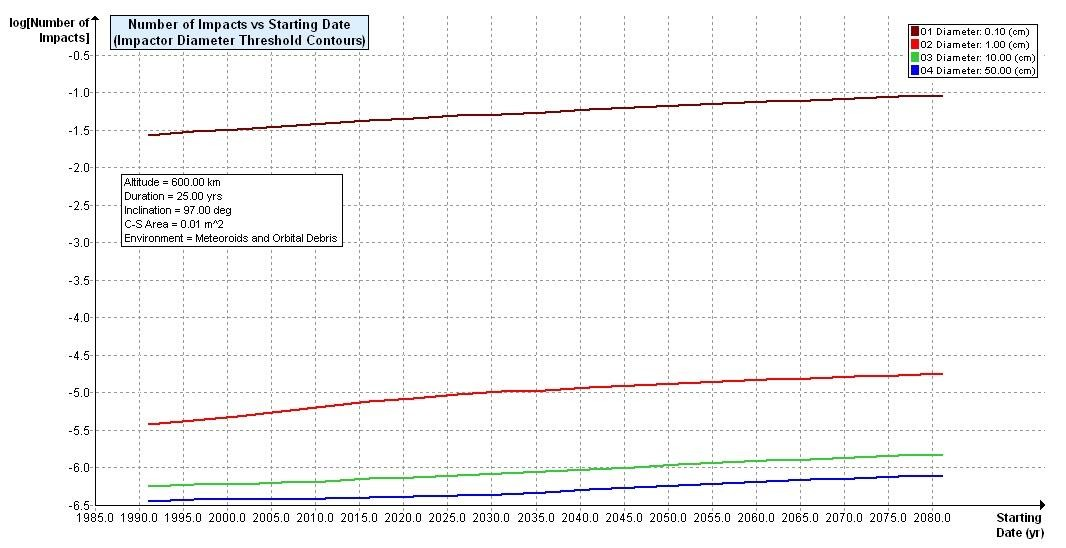 log[Number of
Impacts]
Number of Impacts vs Starting Date
(Impactor Diameter Threshold Contours)
01 Diameter: 0.10 (cm)
02 Diameter: 1.00 (cm)
03 Diameter: 10.00 (cm)
04 Diameter: 50.00 (cm)
-0.5
-1.0
-1.5
-2.0
-2.5
-3.0
-3.5
-4.0
-4.5
-5.0
-5.5
-6.0
-6.5
Altitude = 600.00 km
Duration = 25.00 yrs
Inclination = 97.00 deg
C-S Area = 0.01 m^2
Environment = Meteoroids and Orbital Debris
1985.0 1990.0 1995.0 2000.0 2005.0 2010.0 2015.0 2020.0 2025.0 2030.0 2035.0 2040.0 2045.0 2050.0 2055.0 2060.0 2065.0 2070.0 2075.0 2080.0
Starting
Date (yr)